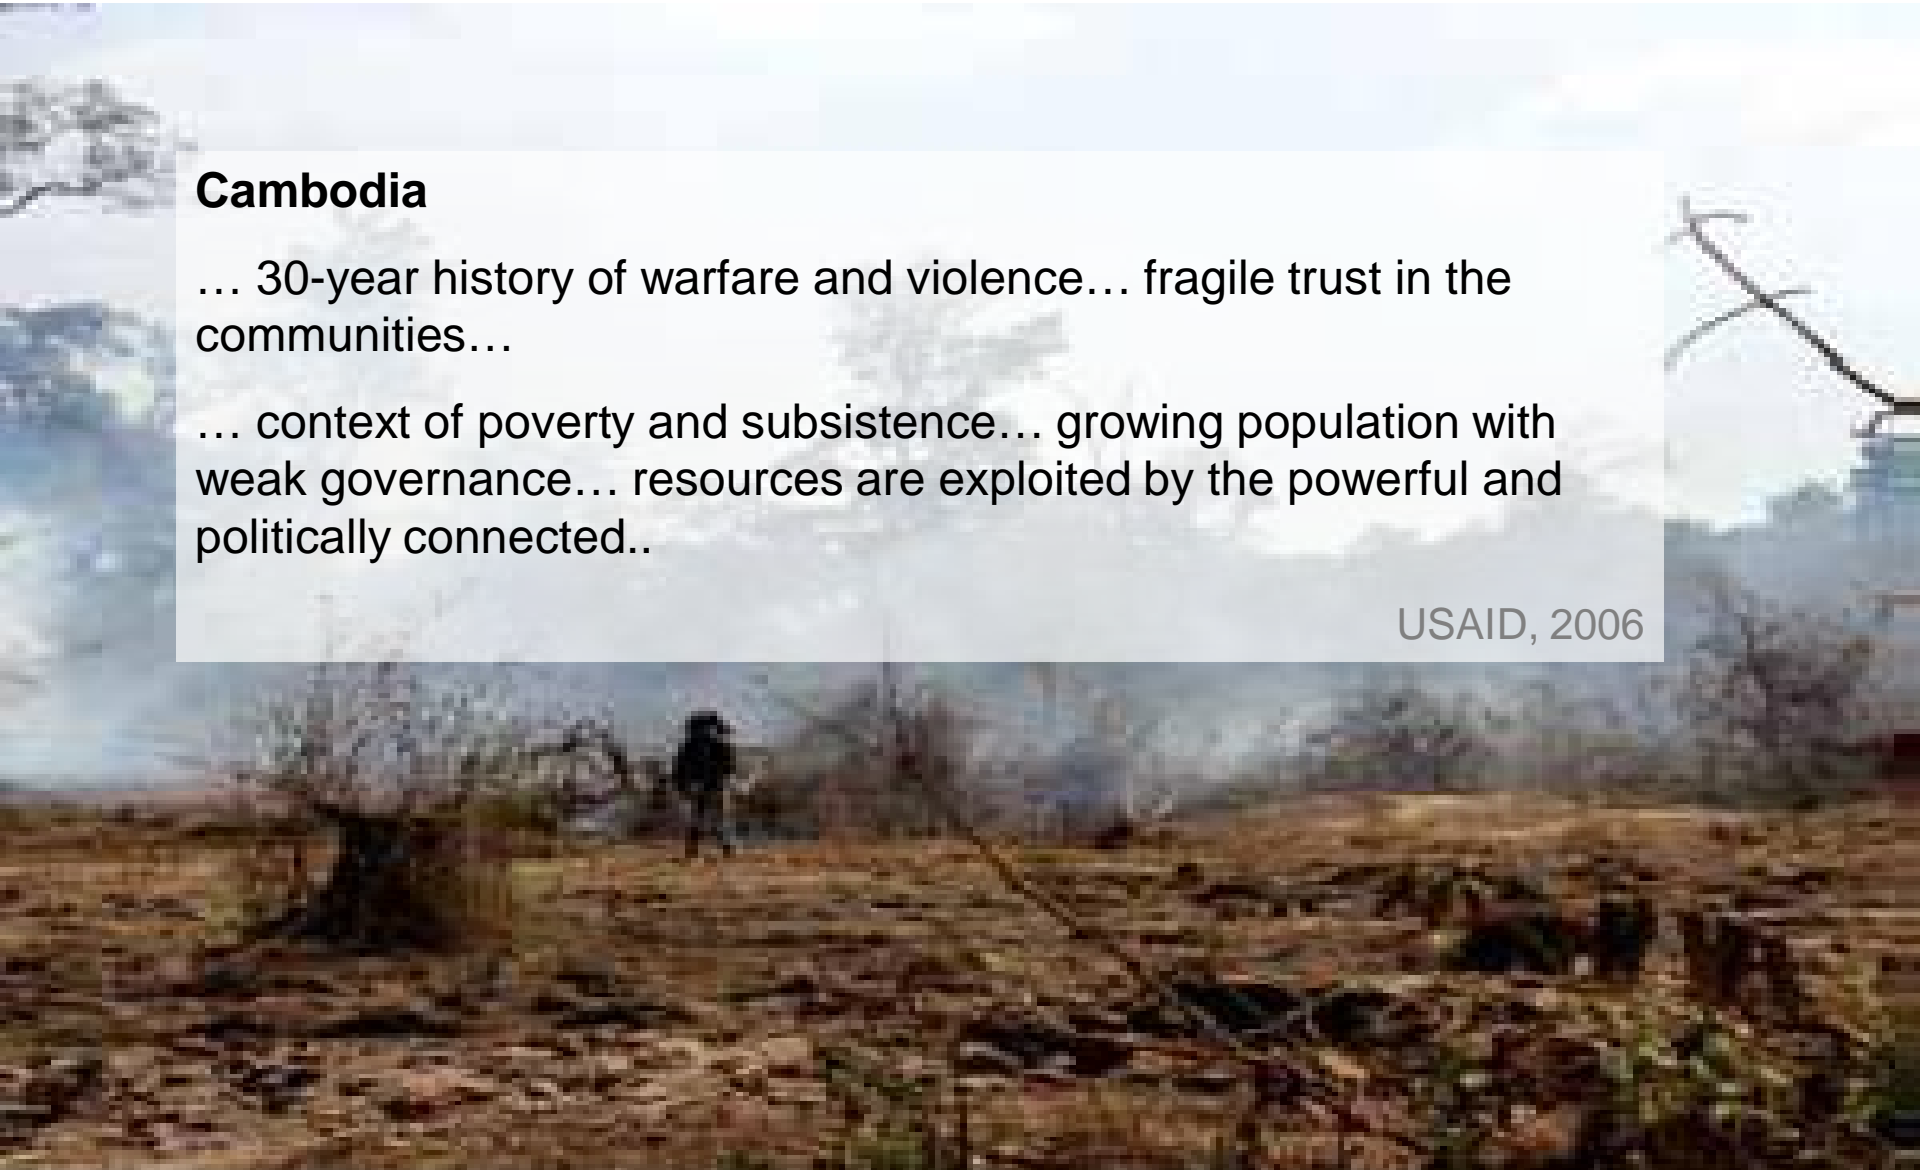 Cambodia
… 30-year history of warfare and violence… fragile trust in the
communities…
… context of poverty and subsistence… growing population with
weak governance… resources are exploited by the powerful and
politically connected..
USAID, 2006